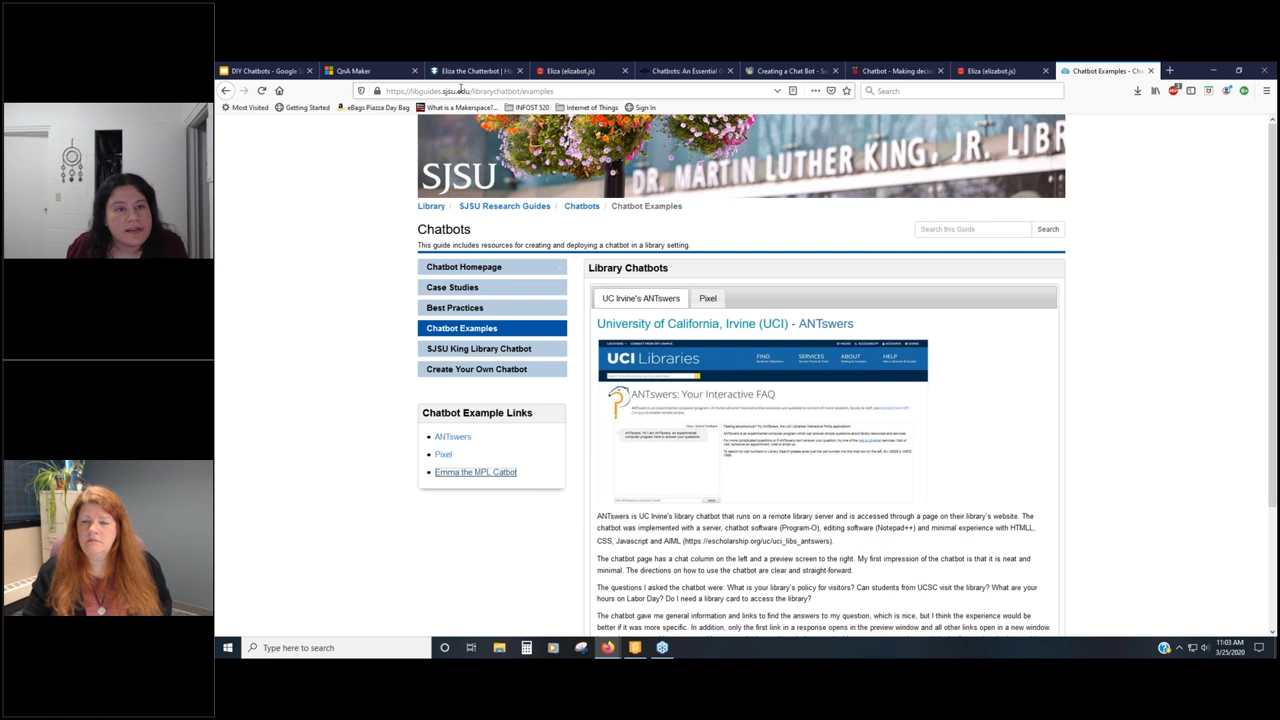 DIY Chatbots - Google S
QnA Maker
Eliza the Chatterbot | H
Eliza (elizabot.js)
Chatbots: An Essential
Creating a Chat Bot - S
Chatbot - Making deci
Eliza (elizabot.js)
Chatbot Examples - Ch
https://libguides.sjsu.edu/librarychatbot/examples
Search
Most Visited
eBags Piazza Day Bag
What is a Makerspace?...
INFOST 520
Internet of Things
Sign In
SJSU
DR. MARTIN LUTHER KING, JR. LIB
Library / SJSU Research Guides / Chatbots / Chatbot Examples
Chatbots
Search this Guide
Search
This guide includes resources for creating and deploying a chatbot in a library setting.
Chatbot Homepage
Case Studies
Best Practices
Chatbot Examples
SJSU King Library Chatbot
Create Your Own Chatbot
Chatbot Example Links
ANTswers
Pixel
Emma the MPL Catbot
Library Chatbots
UC Irvine's ANTswers
Pixel
University of California, Irvine (UCI) - ANTswers
UCI Libraries
FIND
SERVICES
ABOUT
HELP
ANTswers: Your Interactive FAQ
ANTswers is UC Irvine's library chatbot that runs on a remote library server and is accessed through a page on their library's website. The
chatbot was implemented with a server, chatbot software (Program-O), editing software (Notepad++) and minimal experience with HTMLL,
CSS, Javascript and AIML (https://escholarship.org/uc/uci_libs_antswers).
The chatbot page has a chat column on the left and a preview screen to the right. My first impression of the chatbot is that it is neat and
minimal. The directions on how to use the chatbot are clear and straight-forward.
The questions I asked the chatbot were: What is your library's policy for visitors? Can students from UCSC visit the library? What are your
hours on Labor Day? Do I need a library card to access the library?
The chatbot gave me general information and links to find the answers to my question, which is nice, but I think the experience would be
better if it was more specific. In addition, only the first link in a response opens in the preview window and all other links open in a new window.
Type here to search
11:03 AM
3/25/2020